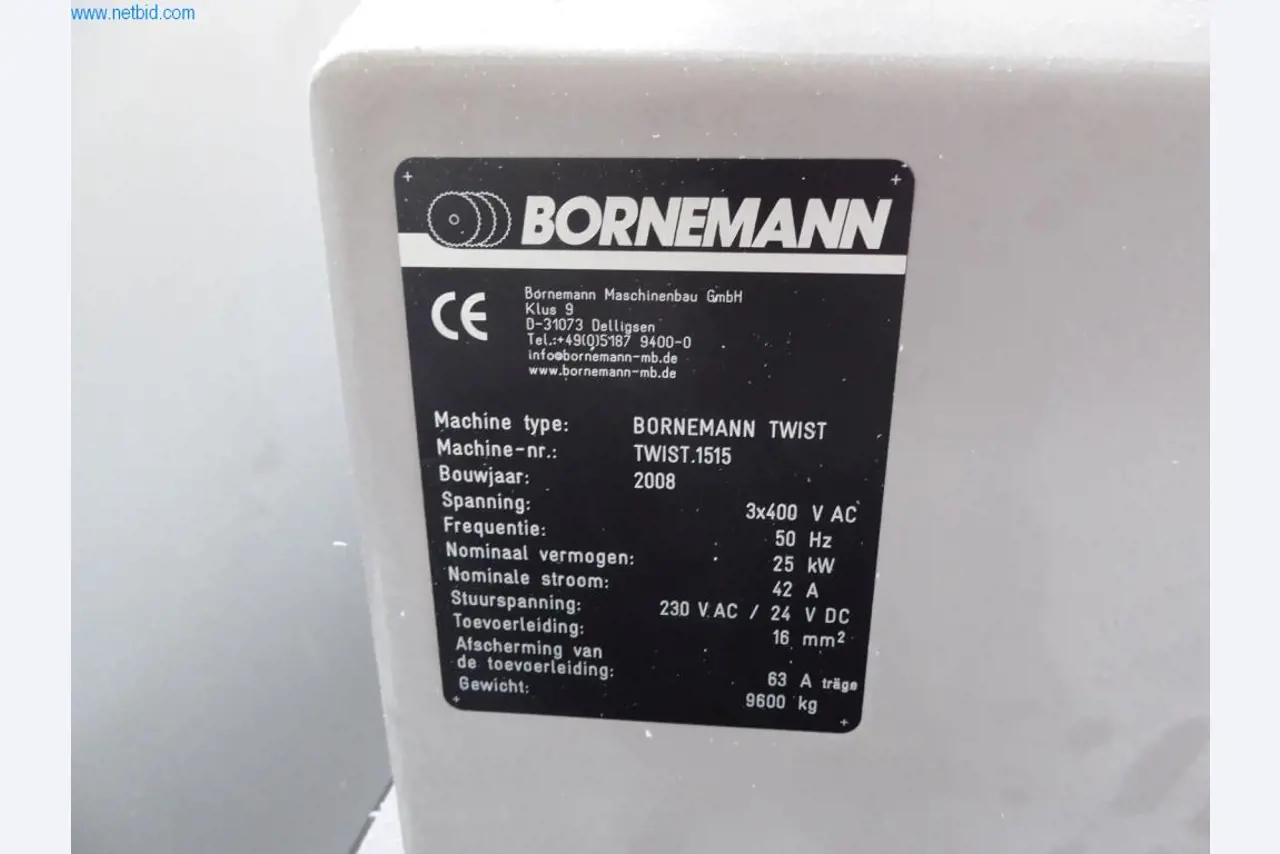 www.netbid.com
BORNEMANN
CE
Bornemann Maschinenbau GmbH
Klus 9
D-31073 Delligsen
Tel.:+49(0)5187 9400-0
info@bornemann-mb.de
www.bornemann-mb.de
Machine type: BORNEMANN TWIST
Machine-nr.: TWIST.1515
Bouwjaar: 2008
Spanning: 3x400 V AC
Frequentie: 50 Hz
Nominaal vermogen: 25 kW
Nominale stroom: 42 A
Stuurspanning: 230 V AC / 24 V DC
Toevoerleiding: 16 mm²
Afscherming van
de toevoerleiding: 63 A träge
Gewicht: 9600 kg